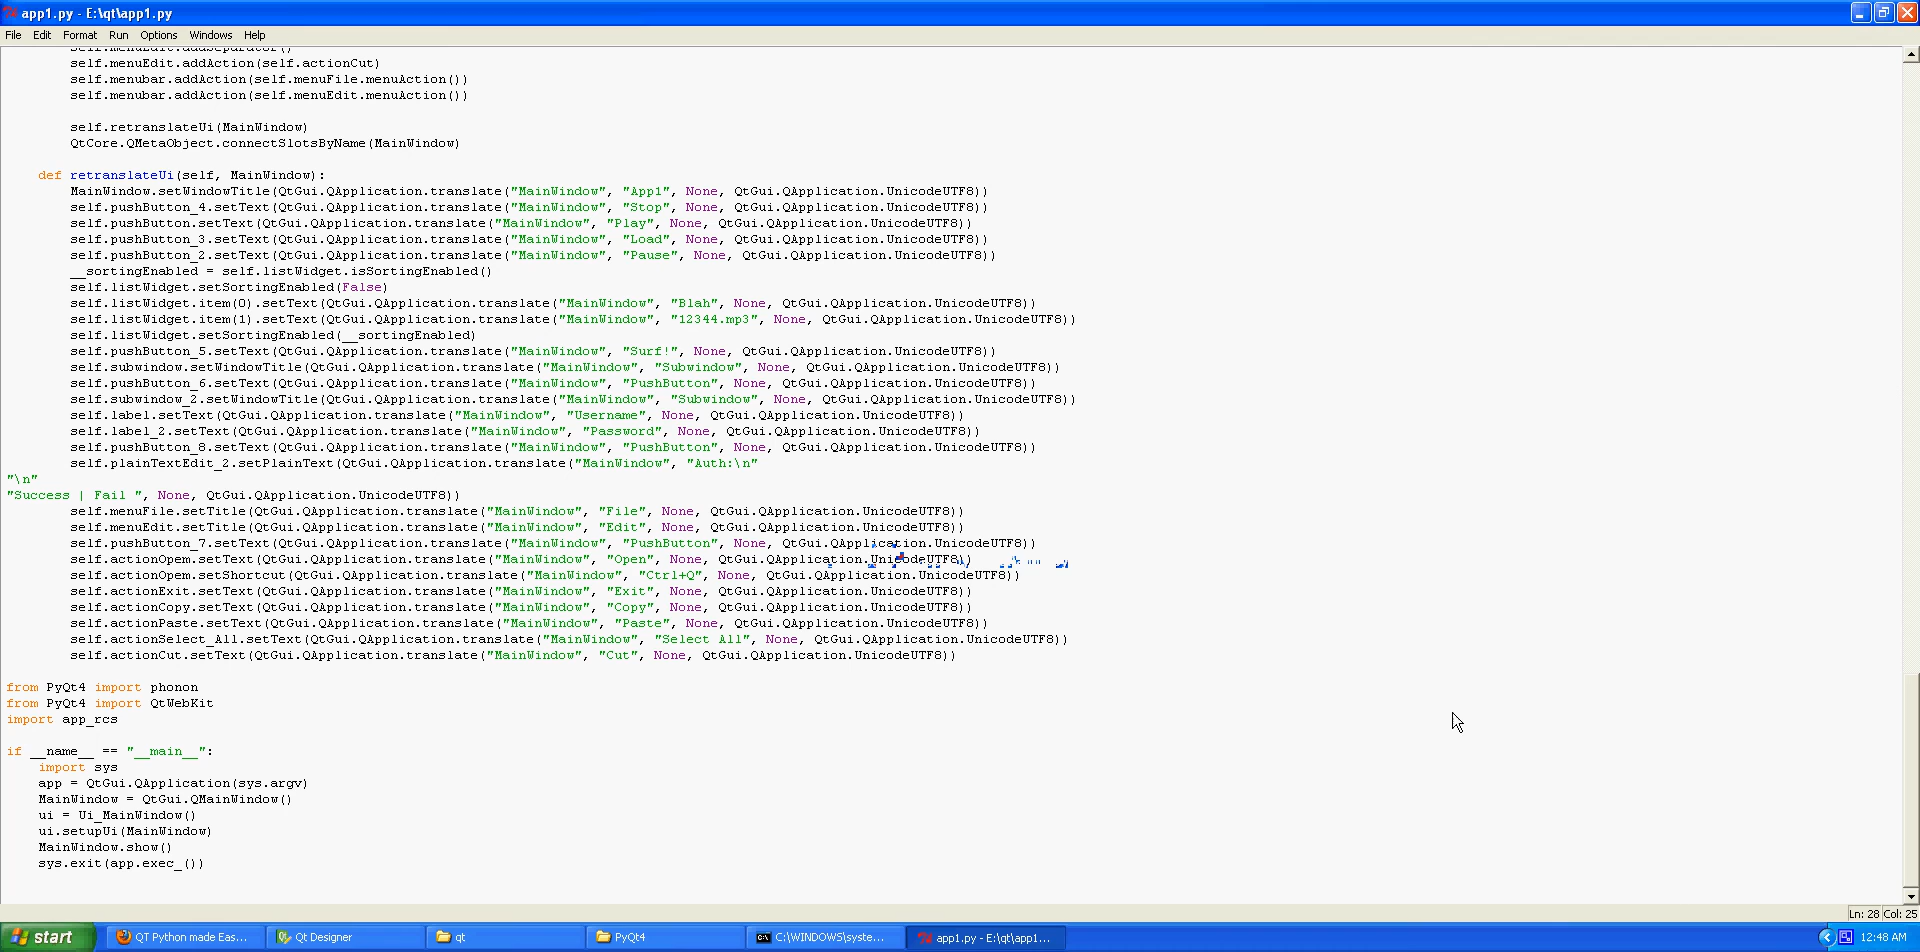 app1.py - E:\qt\app1.py
File Edit Format Run Options Windows Help
self.menuEdit.addSeparator()
self.menuEdit.addAction(self.actionCut)
self.menubar.addAction(self.menuFile.menuAction())
self.menubar.addAction(self.menuEdit.menuAction())
self.retranslateUi(MainWindow)
QtCore.QMetaObject.connectSlotsByName(MainWindow)
def retranslateUi(self, MainWindow):
MainWindow.setWindowTitle(QtGui.QApplication.translate("MainWindow", "App1", None, QtGui.QApplication.UnicodeUTF8))
self.pushButton_4.setText(QtGui.QApplication.translate("MainWindow", "Stop", None, QtGui.QApplication.UnicodeUTF8))
self.pushButton.setText(QtGui.QApplication.translate("MainWindow", "Play", None, QtGui.QApplication.UnicodeUTF8))
self.pushButton_3.setText(QtGui.QApplication.translate("MainWindow", "Load", None, QtGui.QApplication.UnicodeUTF8))
self.pushButton_2.setText(QtGui.QApplication.translate("MainWindow", "Pause", None, QtGui.QApplication.UnicodeUTF8))
__sortingEnabled = self.listWidget.isSortingEnabled()
self.listWidget.setSortingEnabled(False)
self.listWidget.item(0).setText(QtGui.QApplication.translate("MainWindow", "Blah", None, QtGui.QApplication.UnicodeUTF8))
self.listWidget.item(1).setText(QtGui.QApplication.translate("MainWindow", "12344.mp3", None, QtGui.QApplication.UnicodeUTF8))
self.listWidget.setSortingEnabled(__sortingEnabled)
self.pushButton_5.setText(QtGui.QApplication.translate("MainWindow", "Surf!", None, QtGui.QApplication.UnicodeUTF8))
self.subwindow.setWindowTitle(QtGui.QApplication.translate("MainWindow", "Subwindow", None, QtGui.QApplication.UnicodeUTF8))
self.pushButton_6.setText(QtGui.QApplication.translate("MainWindow", "PushButton", None, QtGui.QApplication.UnicodeUTF8))
self.subwindow_2.setWindowTitle(QtGui.QApplication.translate("MainWindow", "Subwindow", None, QtGui.QApplication.UnicodeUTF8))
self.label.setText(QtGui.QApplication.translate("MainWindow", "Username", None, QtGui.QApplication.UnicodeUTF8))
self.label_2.setText(QtGui.QApplication.translate("MainWindow", "Password", None, QtGui.QApplication.UnicodeUTF8))
self.pushButton_8.setText(QtGui.QApplication.translate("MainWindow", "PushButton", None, QtGui.QApplication.UnicodeUTF8))
self.plainTextEdit_2.setPlainText(QtGui.QApplication.translate("MainWindow", "Auth:\n"
"\n"
"Success | Fail ", None, QtGui.QApplication.UnicodeUTF8))
self.menuFile.setTitle(QtGui.QApplication.translate("MainWindow", "File", None, QtGui.QApplication.UnicodeUTF8))
self.menuEdit.setTitle(QtGui.QApplication.translate("MainWindow", "Edit", None, QtGui.QApplication.UnicodeUTF8))
self.pushButton_7.setText(QtGui.QApplication.translate("MainWindow", "PushButton", None, QtGui.QApplication.UnicodeUTF8))
self.actionOpem.setText(QtGui.QApplication.translate("MainWindow", "Open", None, QtGui.QApplication.UnicodeUTF8))
self.actionOpem.setShortcut(QtGui.QApplication.translate("MainWindow", "Ctrl+Q", None, QtGui.QApplication.UnicodeUTF8))
self.actionExit.setText(QtGui.QApplication.translate("MainWindow", "Exit", None, QtGui.QApplication.UnicodeUTF8))
self.actionCopy.setText(QtGui.QApplication.translate("MainWindow", "Copy", None, QtGui.QApplication.UnicodeUTF8))
self.actionPaste.setText(QtGui.QApplication.translate("MainWindow", "Paste", None, QtGui.QApplication.UnicodeUTF8))
self.actionSelect_All.setText(QtGui.QApplication.translate("MainWindow", "Select All", None, QtGui.QApplication.UnicodeUTF8))
self.actionCut.setText(QtGui.QApplication.translate("MainWindow", "Cut", None, QtGui.QApplication.UnicodeUTF8))
from PyQt4 import phonon
from PyQt4 import QtWebKit
import app_rcs
if __name__ == "__main__":
import sys
app = QtGui.QApplication(sys.argv)
MainWindow = QtGui.QMainWindow()
ui = Ui_MainWindow()
ui.setupUi(MainWindow)
MainWindow.show()
sys.exit(app.exec_())
Ln: 28 Col: 25
start QT Python made Eas... Qt Designer qt PyQt4 C:\WINDOWS\syste... app1.py - E:\qt\app1... 12:48 AM